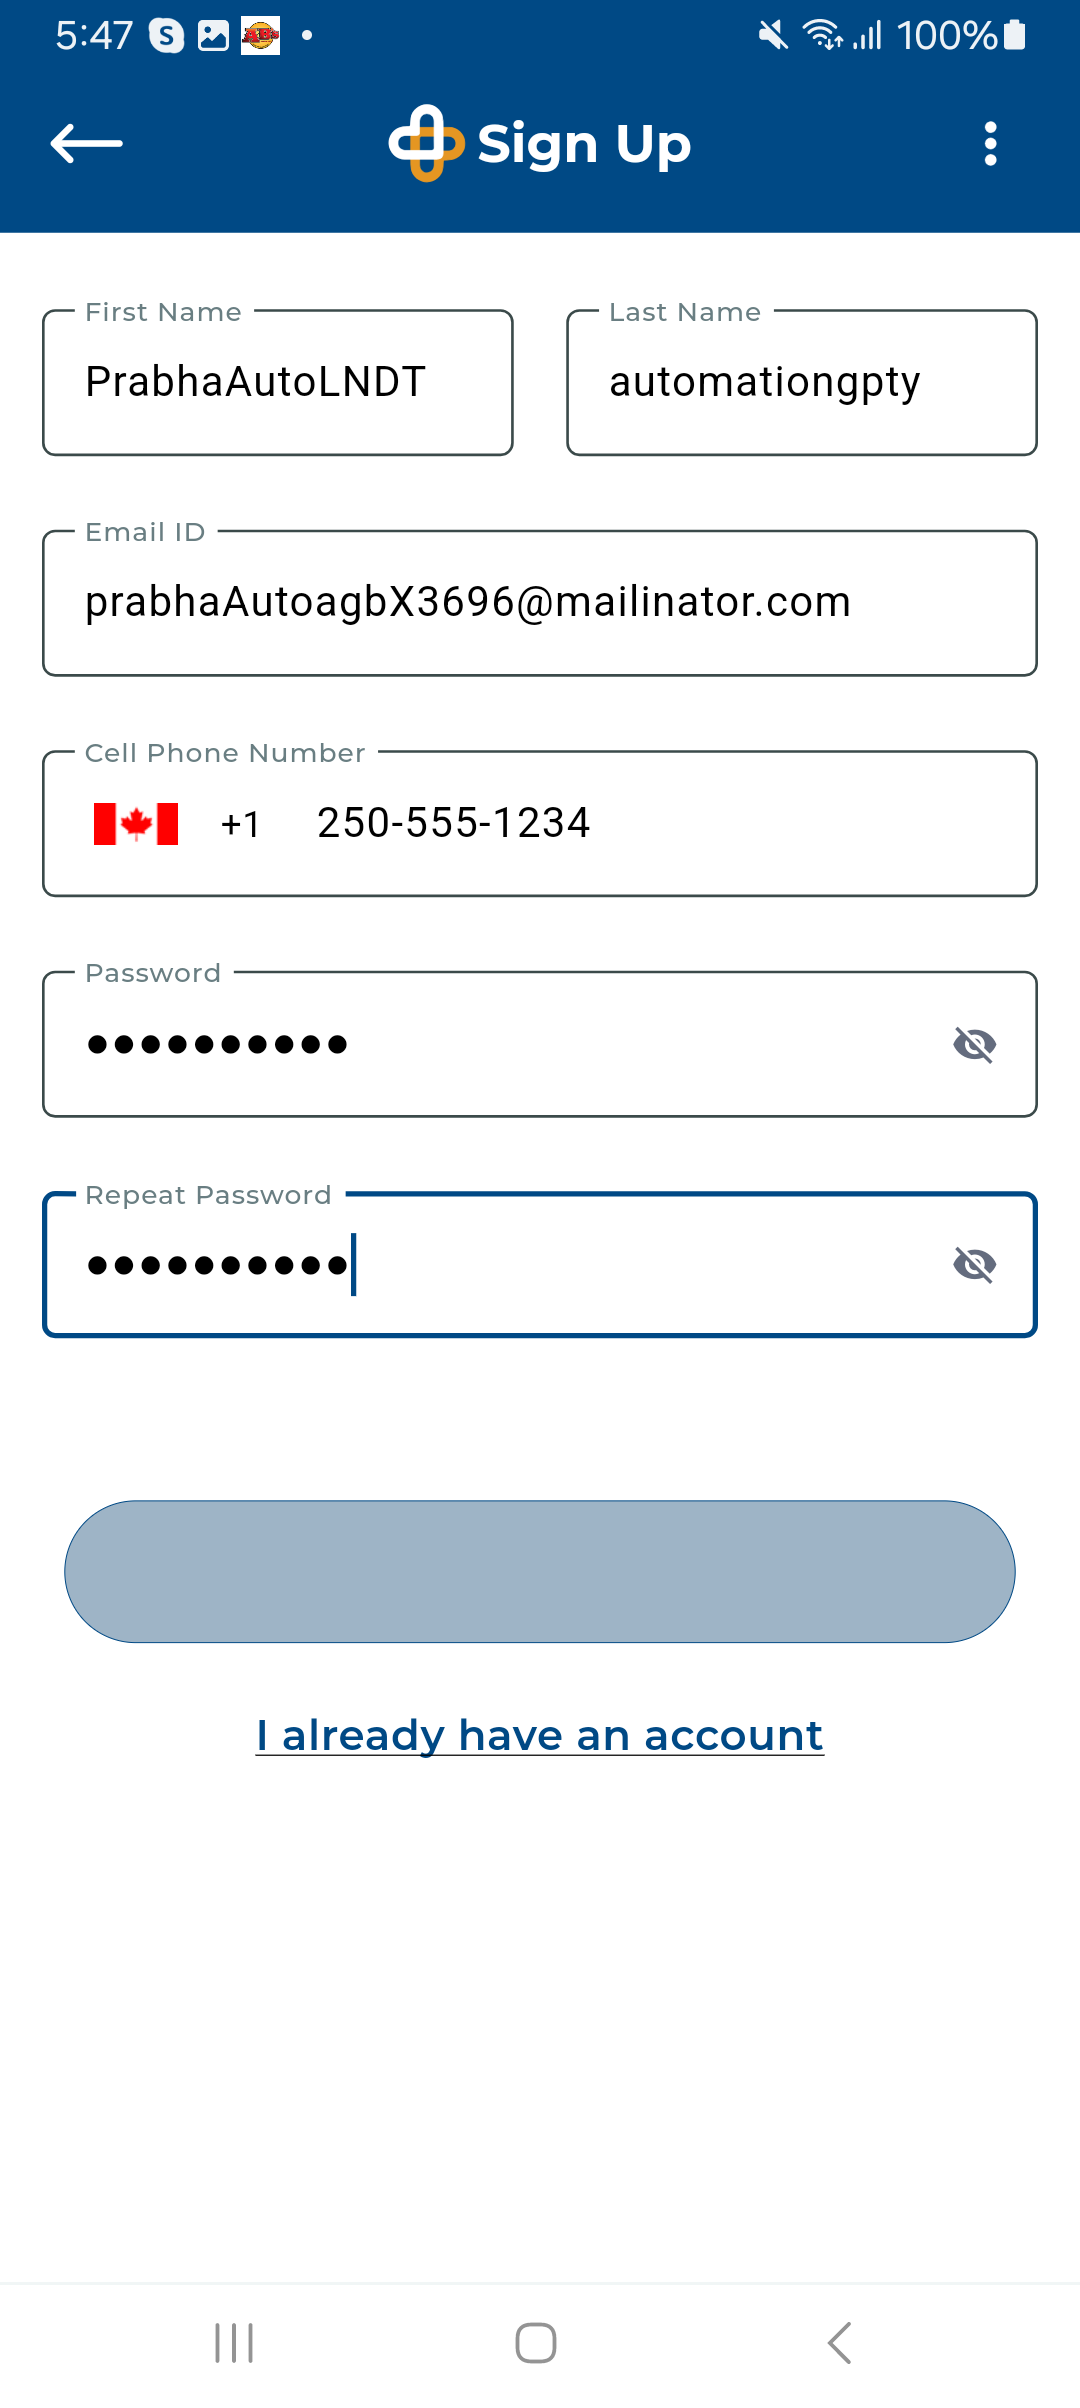 5:47 S ABs 100%
Sign Up
First Name Last Name
PrabhaAutoLNDT automationgpty
Email ID
prabhaAutoagbX3696@mailinator.com
Cell Phone Number
+1 250-555-1234
Password
••••••••••
Repeat Password
••••••••••
I already have an account